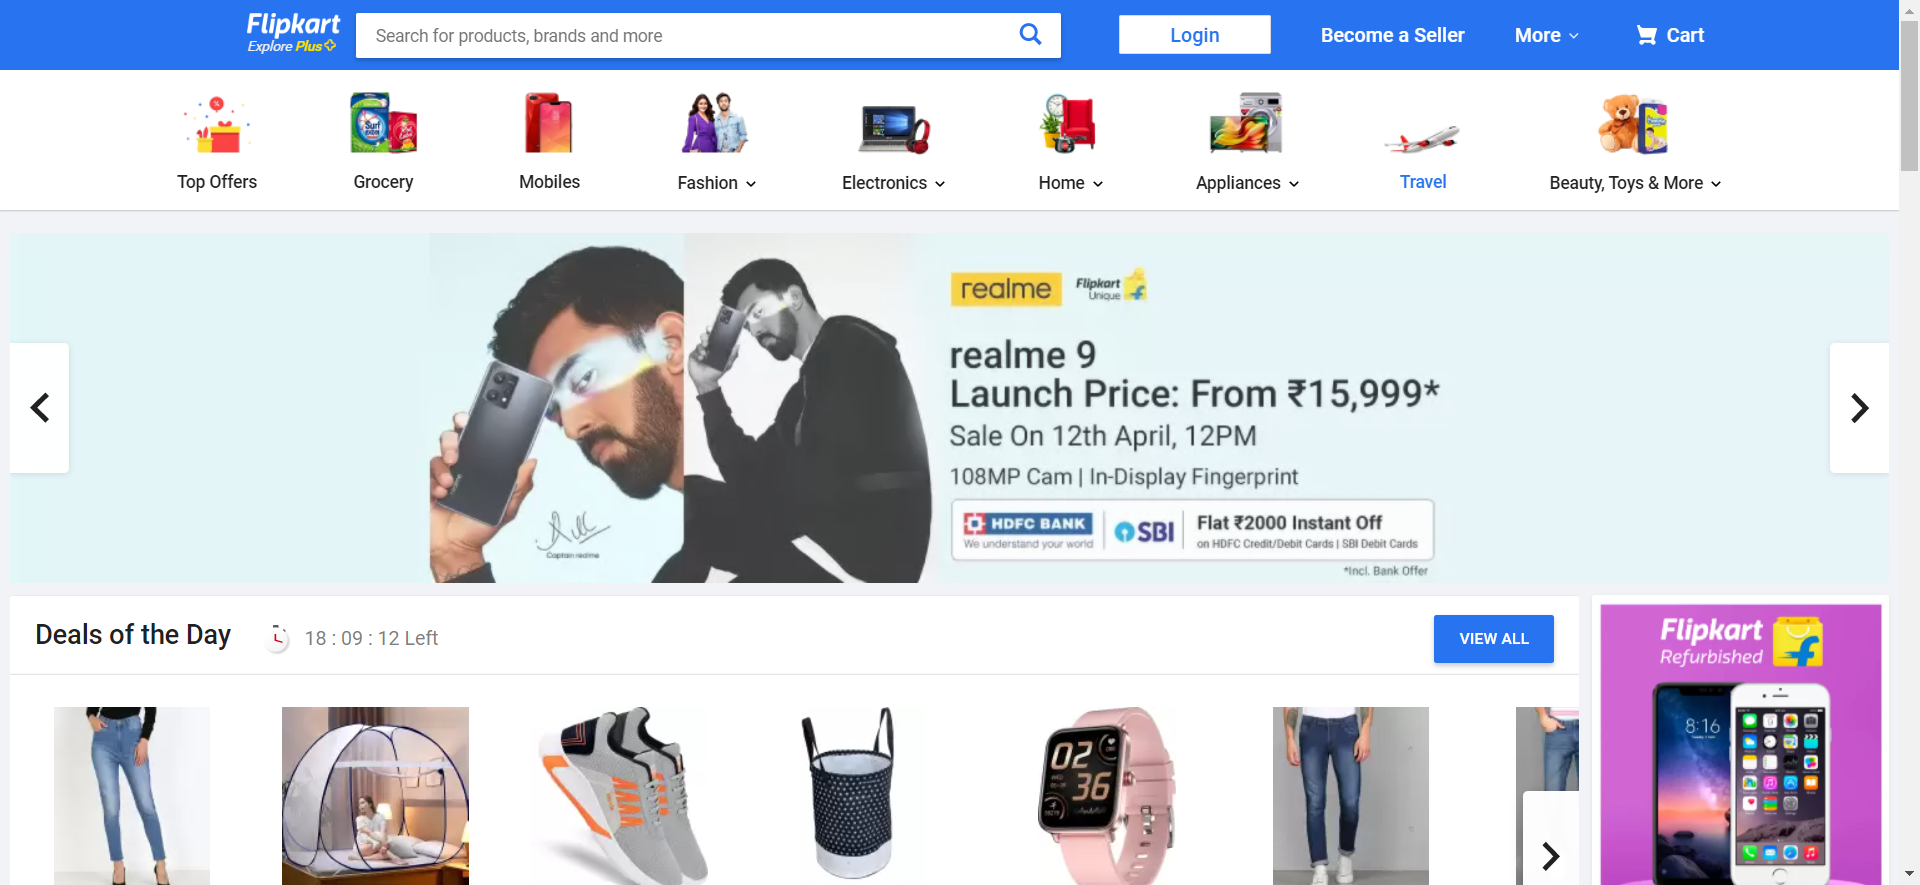 Flipkart
Explore Plus
Search for products, brands and more
Login
Become a Seller
More
Cart
Top Offers
Grocery
Mobiles
Fashion
Electronics
Home
Appliances
Travel
Beauty, Toys & More
realme
Flipkart
Unique
realme 9
Launch Price: From ₹15,999*
Sale On 12th April, 12PM
108MP Cam | In-Display Fingerprint
HDFC BANK
We understand your world
SBI
Flat ₹2000 Instant Off
on HDFC Credit/Debit Cards | SBI Debit Cards
*Incl. Bank Offer
Captain realme
Deals of the Day
18 : 09 : 12 Left
VIEW ALL
Flipkart
Refurbished
8:16
02
36